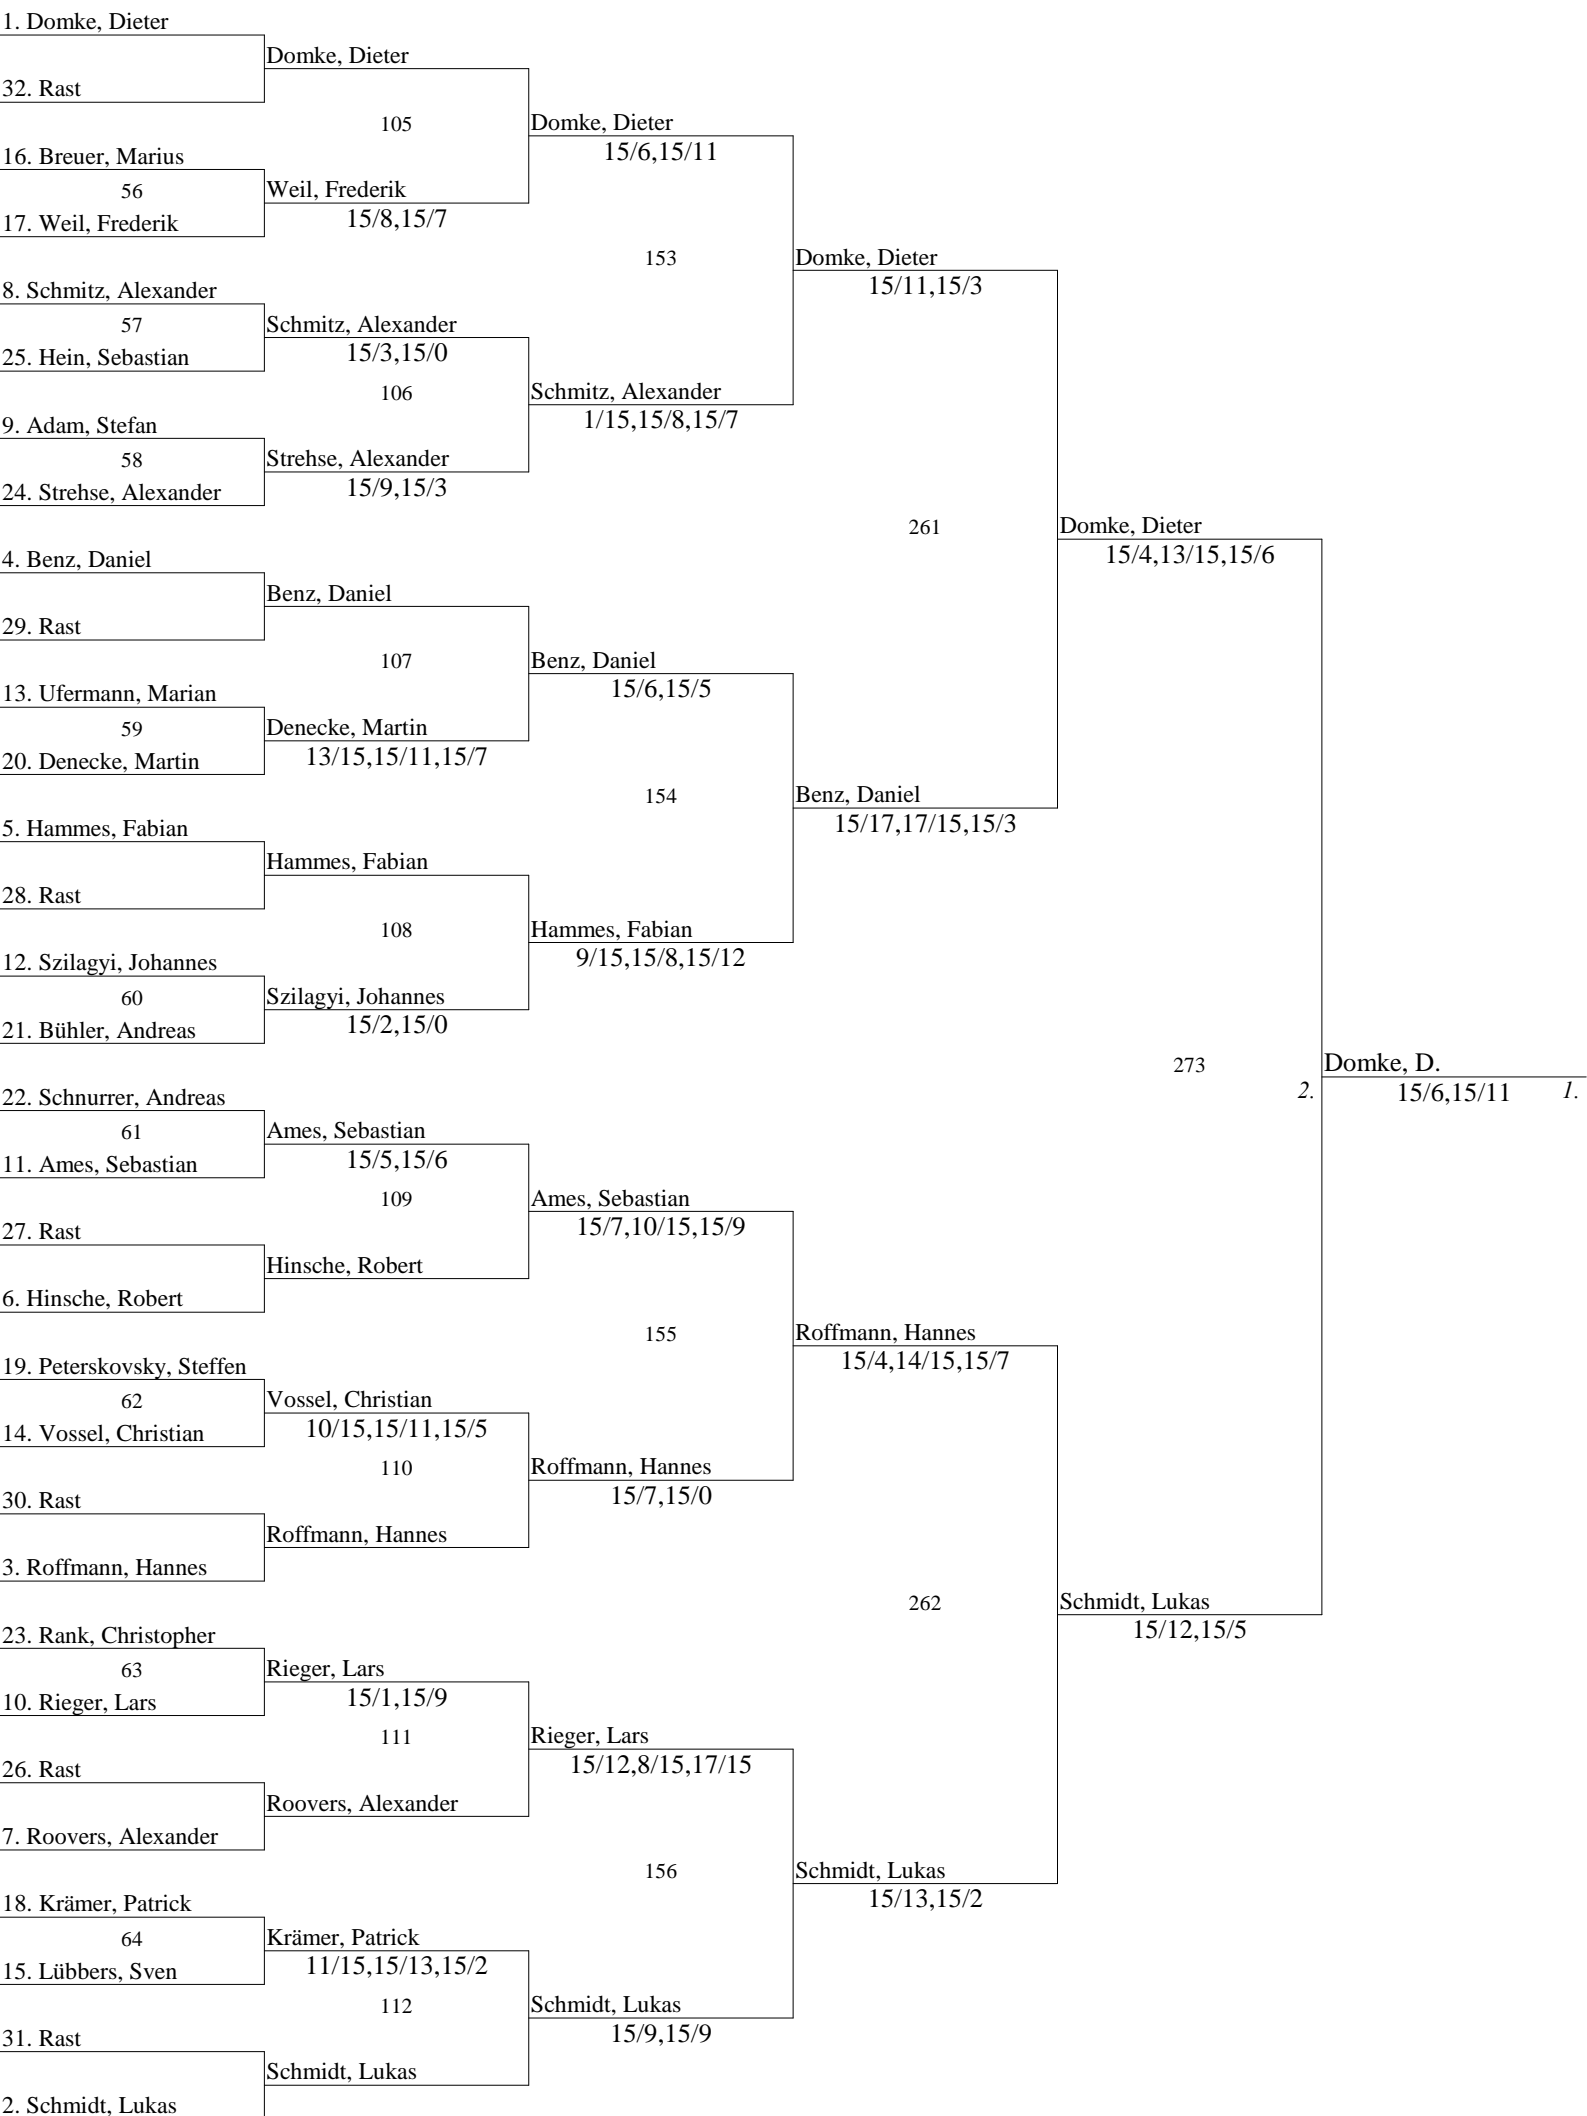 1. Domke, Dieter
Domke, Dieter
32. Rast
105
Domke, Dieter
15/6,15/11
16. Breuer, Marius
56
Weil, Frederik
15/8,15/7
17. Weil, Frederik
153
Domke, Dieter
15/11,15/3
8. Schmitz, Alexander
57
Schmitz, Alexander
15/3,15/0
25. Hein, Sebastian
106
Schmitz, Alexander
1/15,15/8,15/7
9. Adam, Stefan
58
Strehse, Alexander
15/9,15/3
24. Strehse, Alexander
261
Domke, Dieter
15/4,13/15,15/6
4. Benz, Daniel
Benz, Daniel
29. Rast
107
Benz, Daniel
15/6,15/5
13. Ufermann, Marian
59
Denecke, Martin
13/15,15/11,15/7
20. Denecke, Martin
154
Benz, Daniel
15/17,17/15,15/3
5. Hammes, Fabian
Hammes, Fabian
28. Rast
108
Hammes, Fabian
9/15,15/8,15/12
12. Szilagyi, Johannes
60
Szilagyi, Johannes
15/2,15/0
21. Bühler, Andreas
273
Domke, D.
2.
15/6,15/11
1.
22. Schnurrer, Andreas
61
Ames, Sebastian
15/5,15/6
11. Ames, Sebastian
109
Ames, Sebastian
15/7,10/15,15/9
27. Rast
Hinsche, Robert
6. Hinsche, Robert
155
Roffmann, Hannes
15/4,14/15,15/7
19. Peterskovsky, Steffen
62
Vossel, Christian
10/15,15/11,15/5
14. Vossel, Christian
110
Roffmann, Hannes
15/7,15/0
30. Rast
Roffmann, Hannes
3. Roffmann, Hannes
262
Schmidt, Lukas
15/12,15/5
23. Rank, Christopher
63
Rieger, Lars
15/1,15/9
10. Rieger, Lars
111
Rieger, Lars
15/12,8/15,17/15
26. Rast
Roovers, Alexander
7. Roovers, Alexander
156
Schmidt, Lukas
15/13,15/2
18. Krämer, Patrick
64
Krämer, Patrick
11/15,15/13,15/2
15. Lübbers, Sven
112
Schmidt, Lukas
15/9,15/9
31. Rast
Schmidt, Lukas
2. Schmidt, Lukas